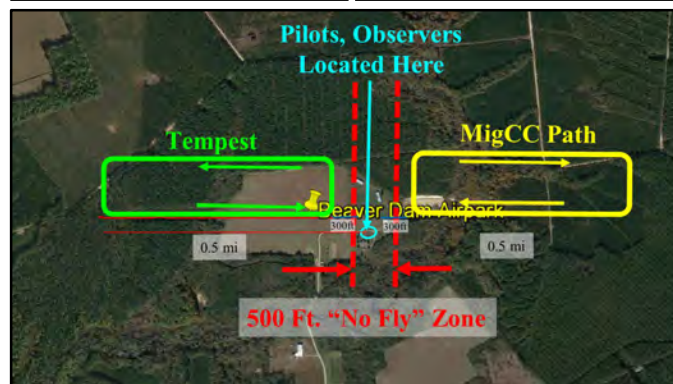 Pilots, Observers
Located Here
Tempest
MigCC Path
Beaver Dam Airpark
300ft
300ft
0.5 mi
0.5 mi
500 Ft. “No Fly” Zone